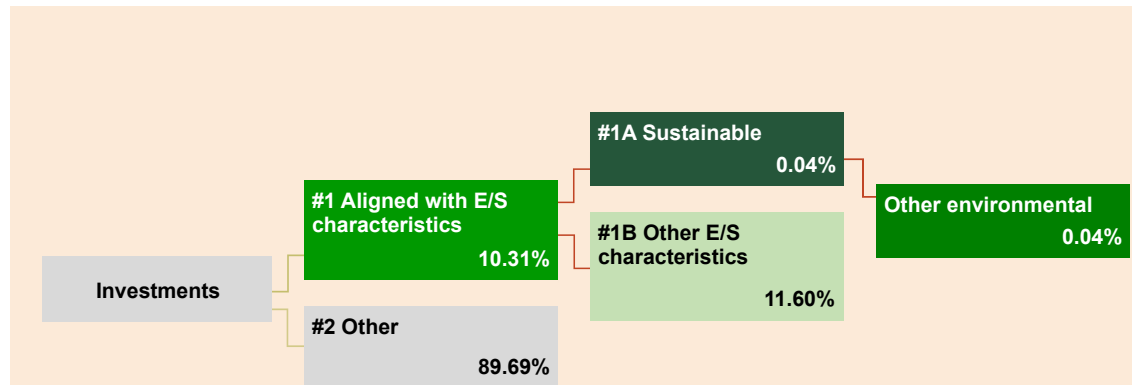 Investments
#1 Aligned with E/S
characteristics
10.31%
#2 Other
89.69%
#1A Sustainable
0.04%
#1B Other E/S
characteristics
11.60%
Other environmental
0.04%